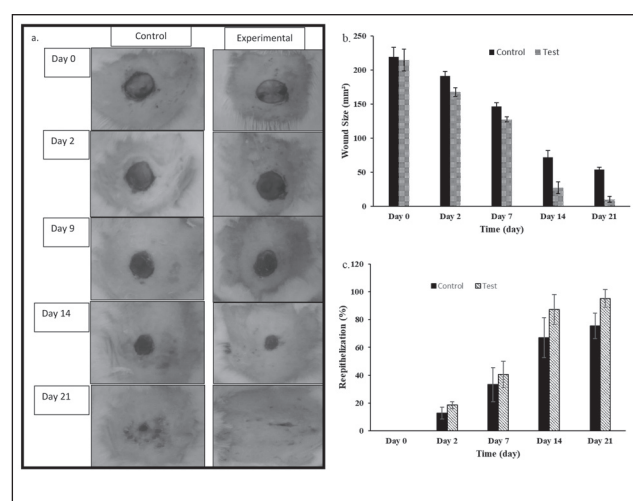 a.
Control
Experimental
Day 0
Day 2
Day 9
Day 14
Day 21
b.
Control
Test
Wound Size (mm²)
250
200
150
100
50
0
Day 0 Day 2 Day 7 Day 14 Day 21
Time (day)
c.
Control
Test
Reepithelization (%)
120
100
80
60
40
20
0
Day 0 Day 2 Day 7 Day 14 Day 21
Time (day)